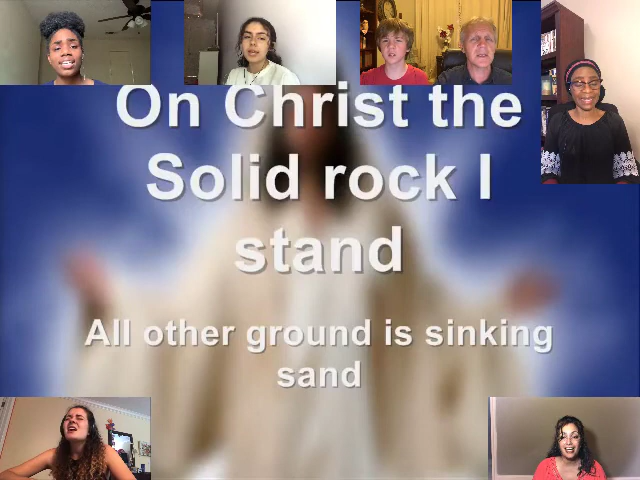 On Christ the
Solid rock I
stand
All other ground is sinking
sand